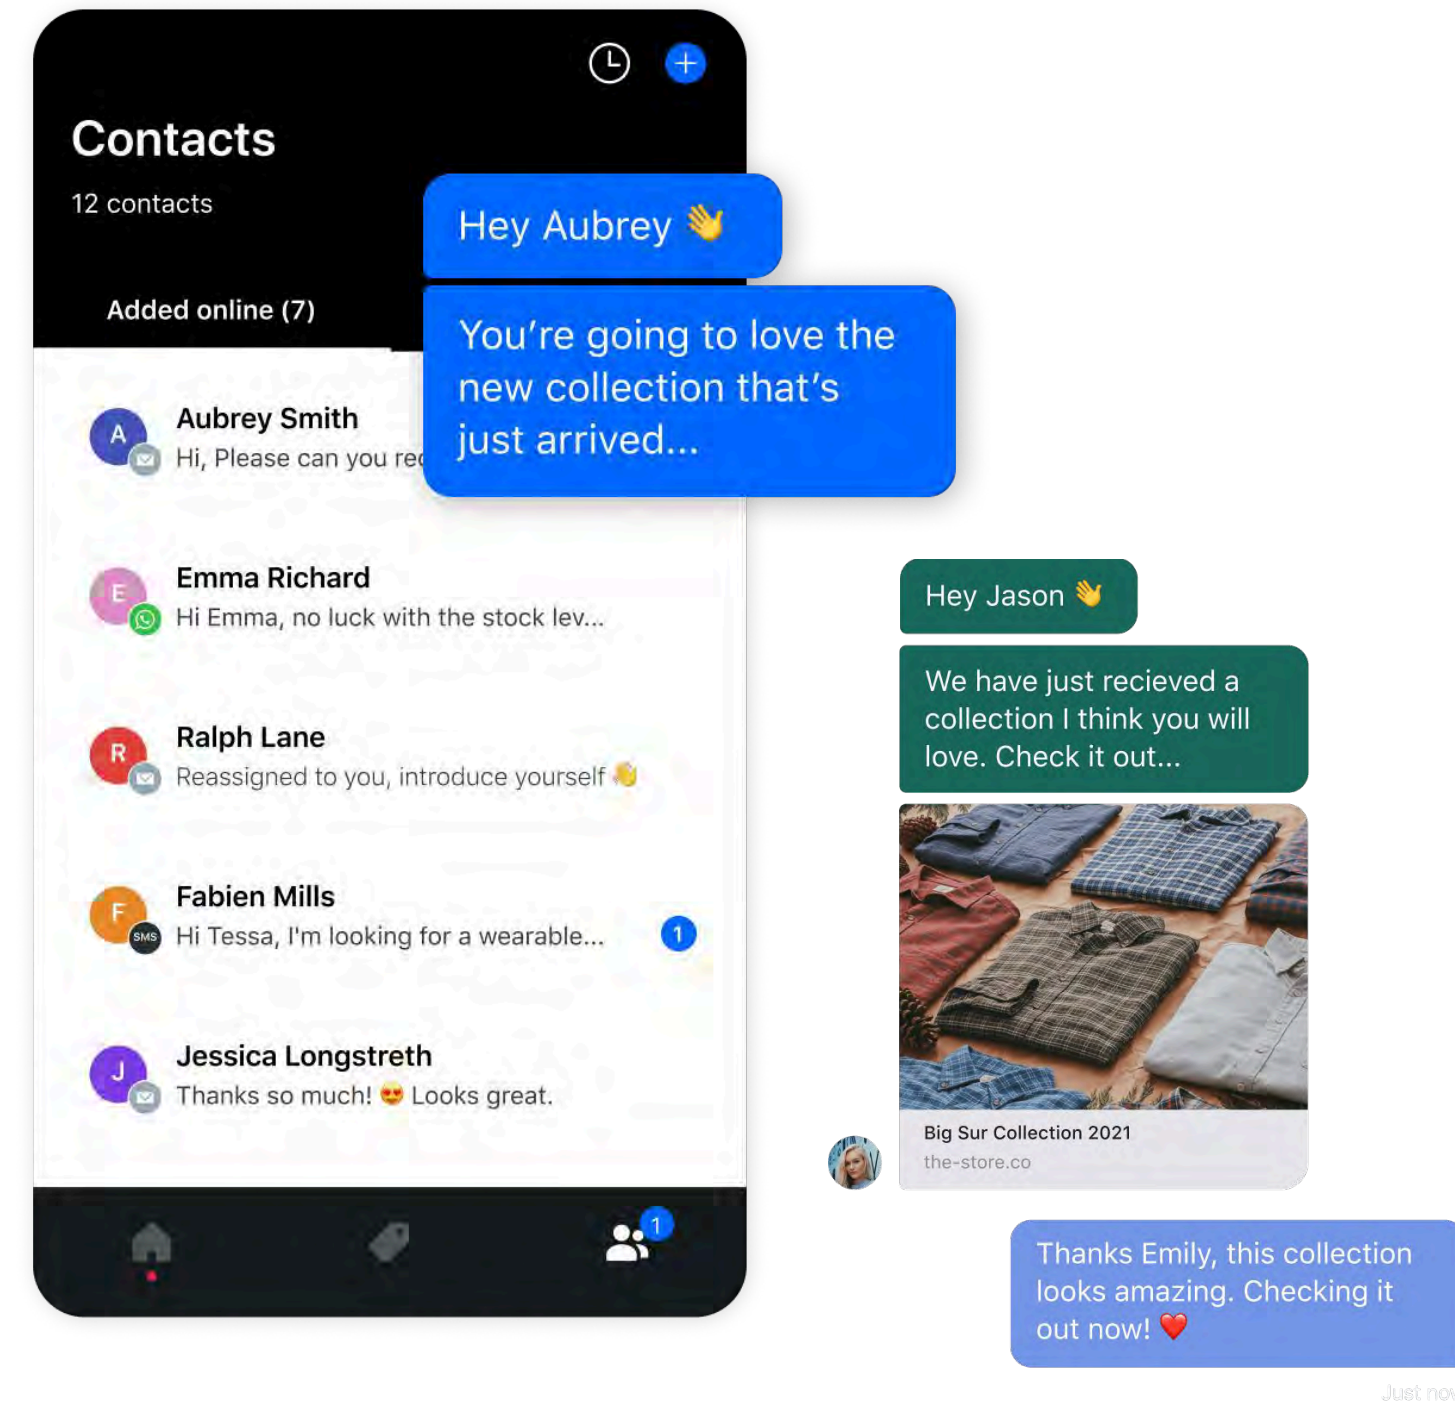 Contacts
12 contacts
Added online (7)
Hey Aubrey 👋
You're going to love the
new collection that's
just arrived...
A
Aubrey Smith
Hi, Please can you
E
Emma Richard
Hi Emma, no luck with the stock lev...
R
Ralph Lane
Reassigned to you, introduce yourself 👋
F
SMS
Fabien Mills
Hi Tessa, I'm looking for a wearable...
1
J
Jessica Longstreth
Thanks so much! 😍 Looks great.
1
Hey Jason 👋
We have just recieved a
collection I think you will
love. Check it out...
Big Sur Collection 2021
the-store.co
Thanks Emily, this collection
looks amazing. Checking it
out now! ❤️
Just